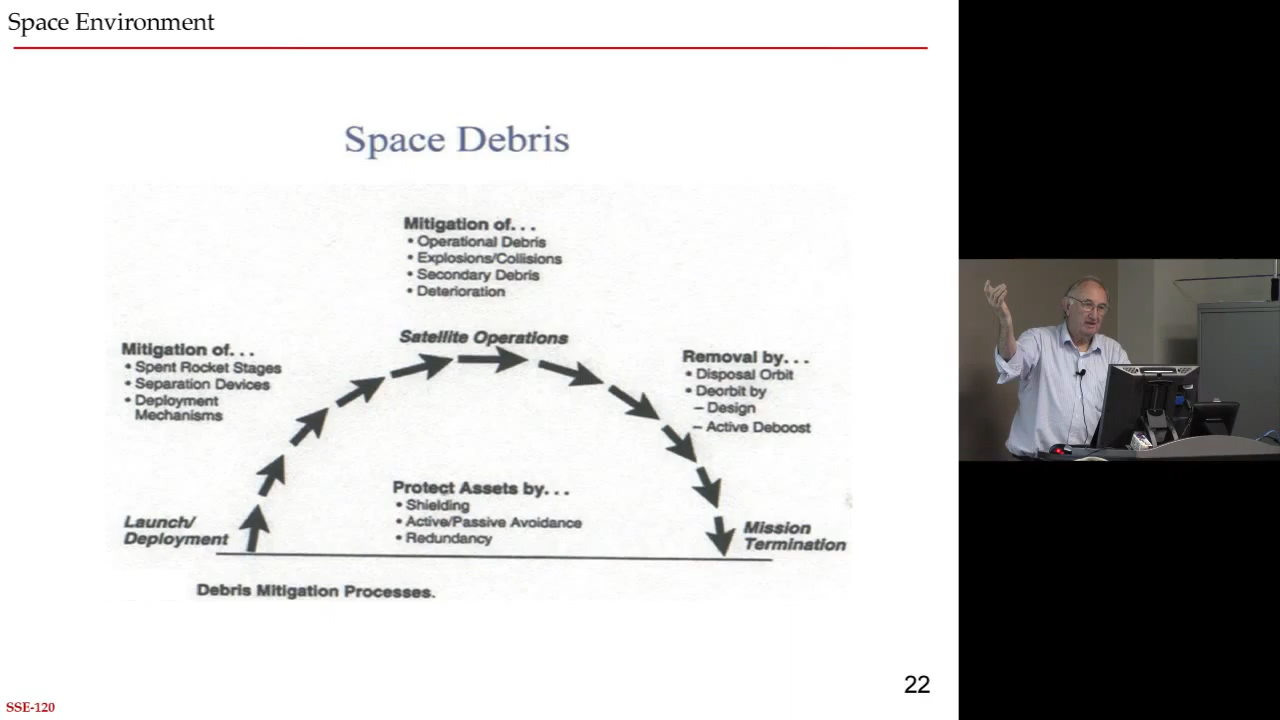 Space Environment
Space Debris
Mitigation of. . .
• Operational Debris
• Explosions/Collisions
• Secondary Debris
• Deterioration
Satellite Operations
Mitigation of. . .
• Spent Rocket Stages
• Separation Devices
• Deployment
Mechanisms
Removal by. . .
• Disposal Orbit
• Deorbit by
– Design
– Active Deboost
Protect Assets by. . .
• Shielding
• Active/Passive Avoidance
• Redundancy
Launch/
Deployment
Mission
Termination
Debris Mitigation Processes.
22
SSE-120